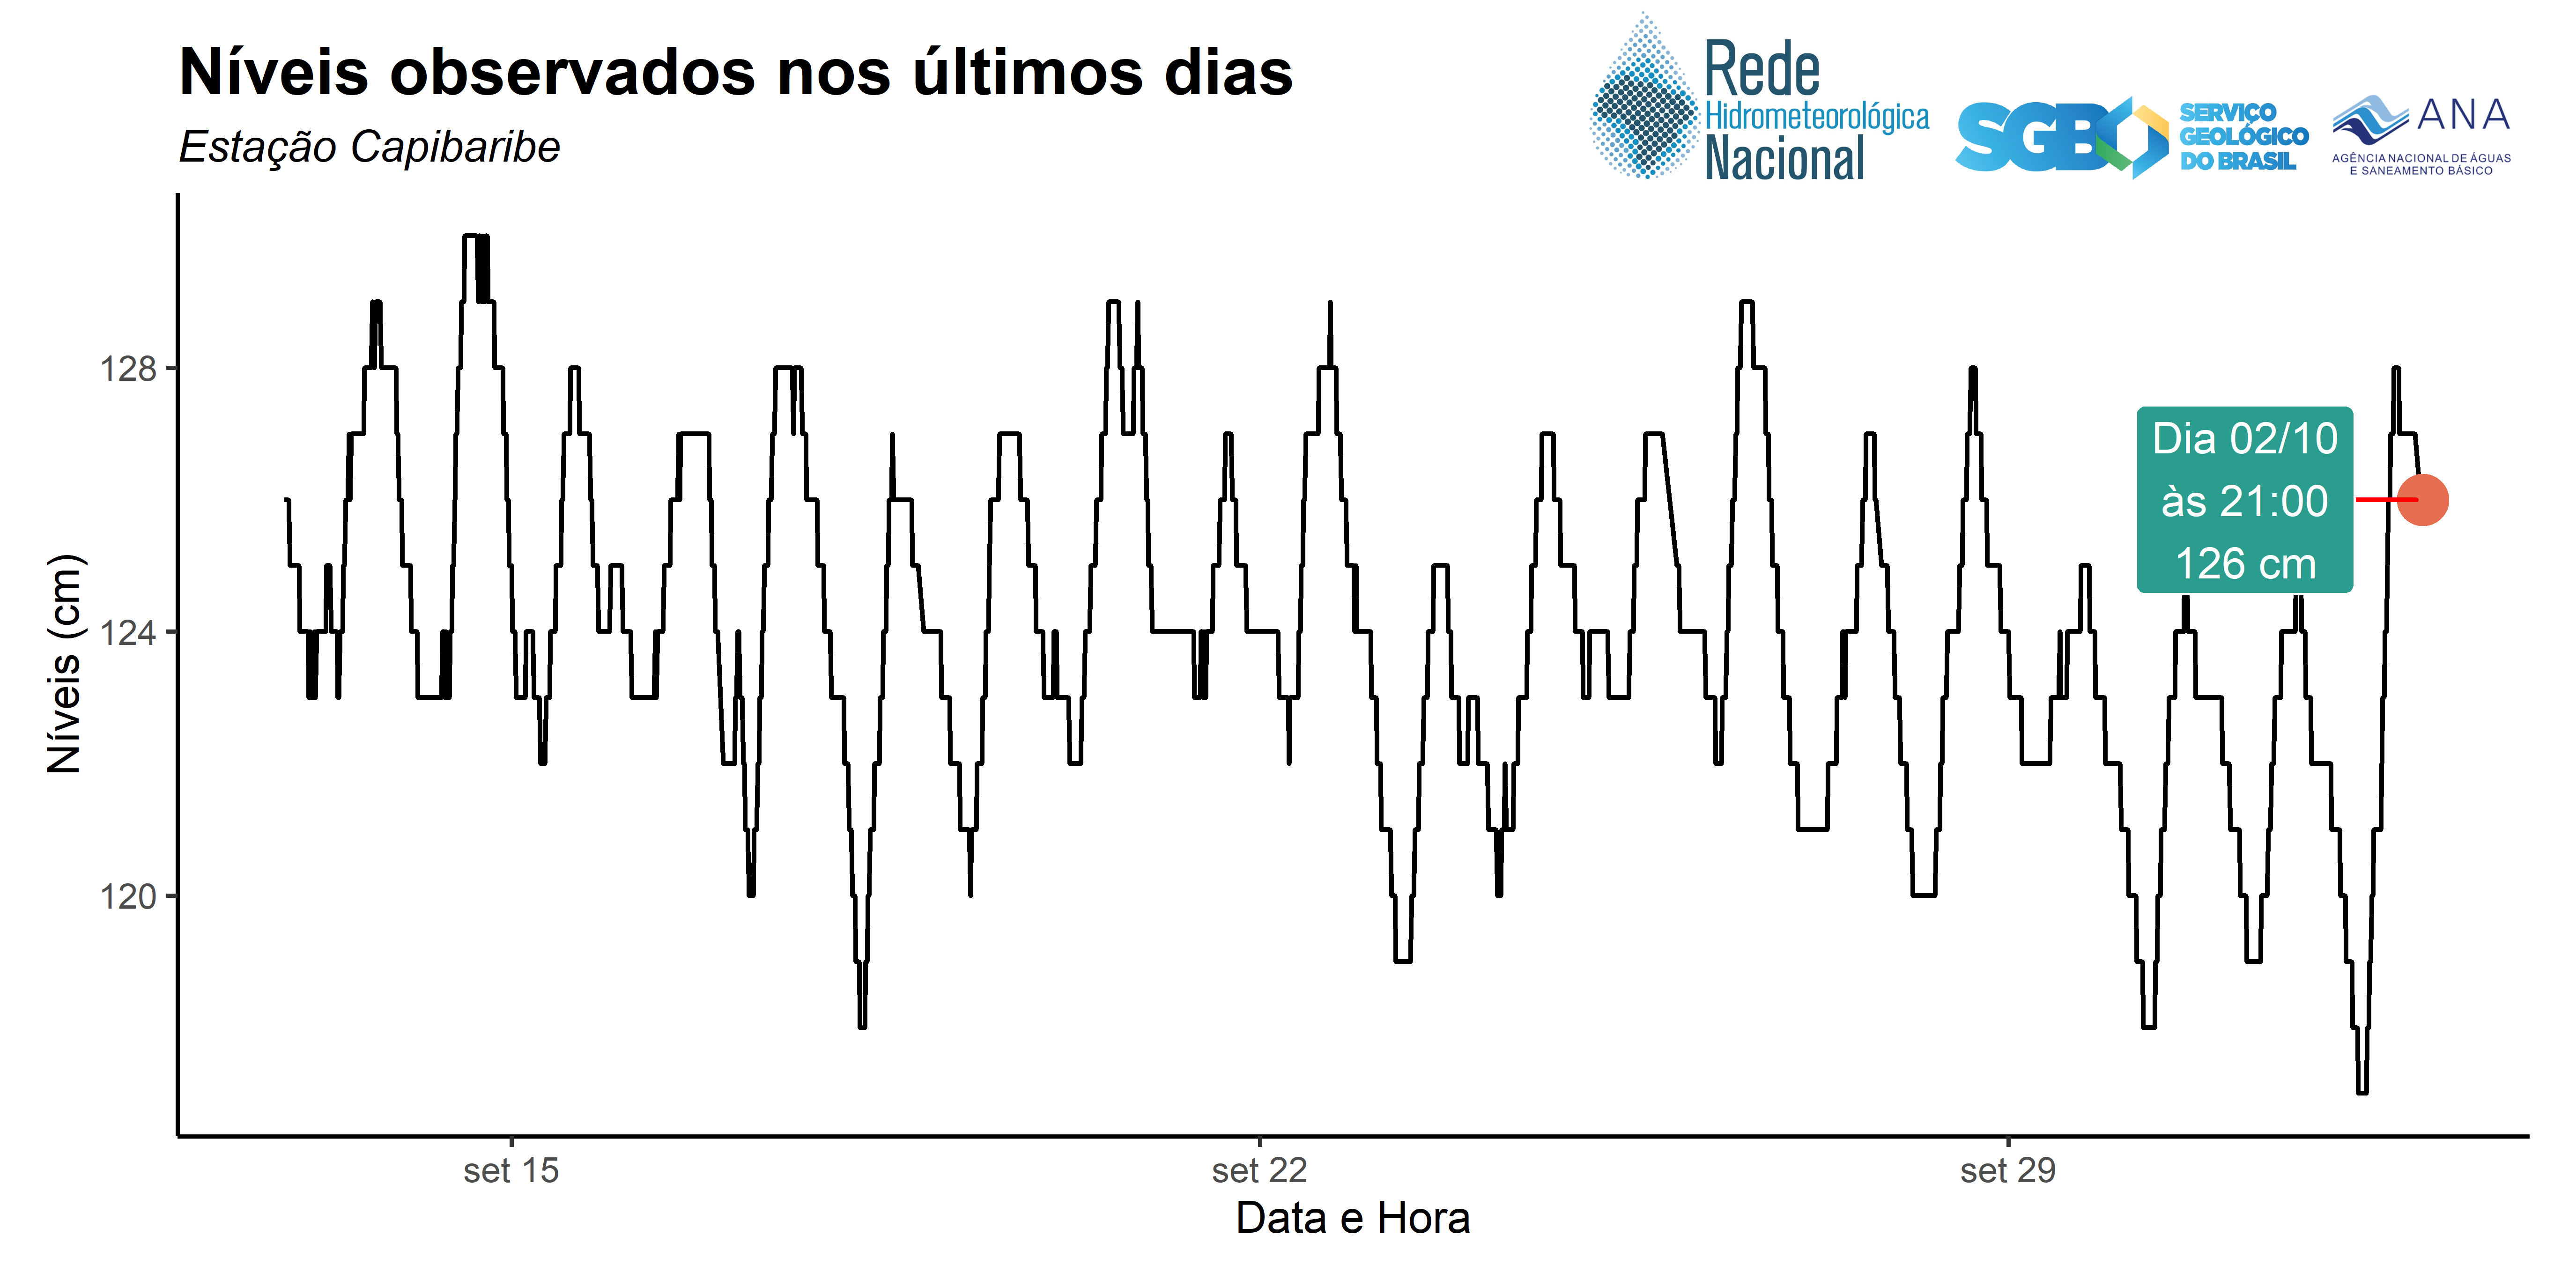 Níveis observados nos últimos dias
Estação Capibaribe
Rede
Hidrometeorológica
Nacional
SGB
SERVIÇO
GEOLÓGICO
DO BRASIL
ANA
AGÊNCIA NACIONAL DE ÁGUAS
E SANEAMENTO BÁSICO
Níveis (cm)
128
124
120
Dia 02/10
às 21:00
126 cm
set 15
set 22
set 29
Data e Hora